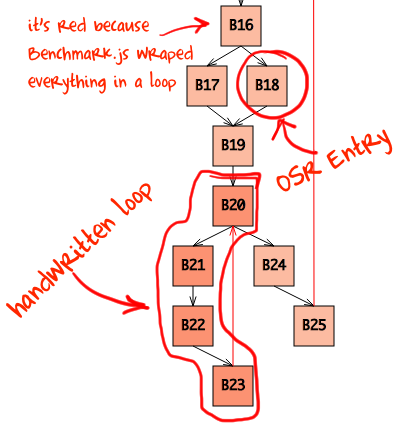 it's red because
Benchmark.js wraped
everything in a loop
B16
B17
B18
B19
OSR Entry
handwritten loop
B20
B21
B24
B22
B25
B23